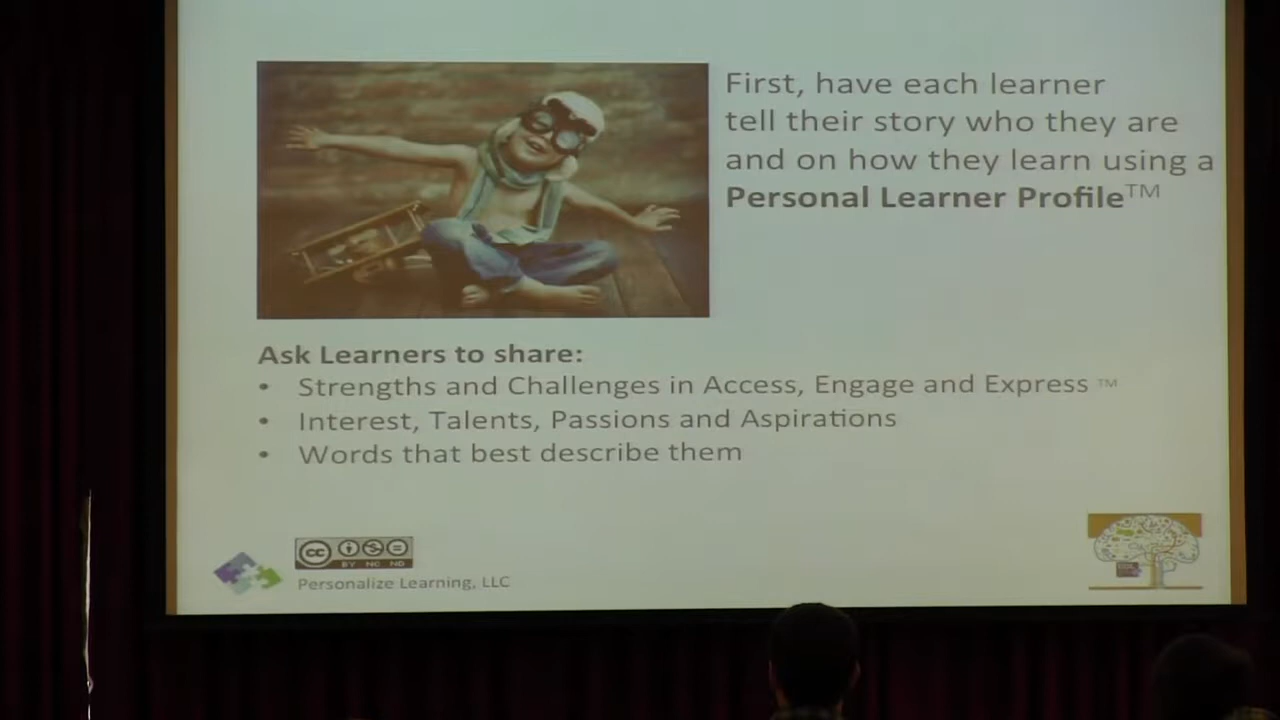 First, have each learner
tell their story who they are
and on how they learn using a
Personal Learner Profile™
Ask Learners to share:
• Strengths and Challenges in Access, Engage and Express ™
• Interest, Talents, Passions and Aspirations
• Words that best describe them
cc
BY NC ND
Personalize Learning, LLC